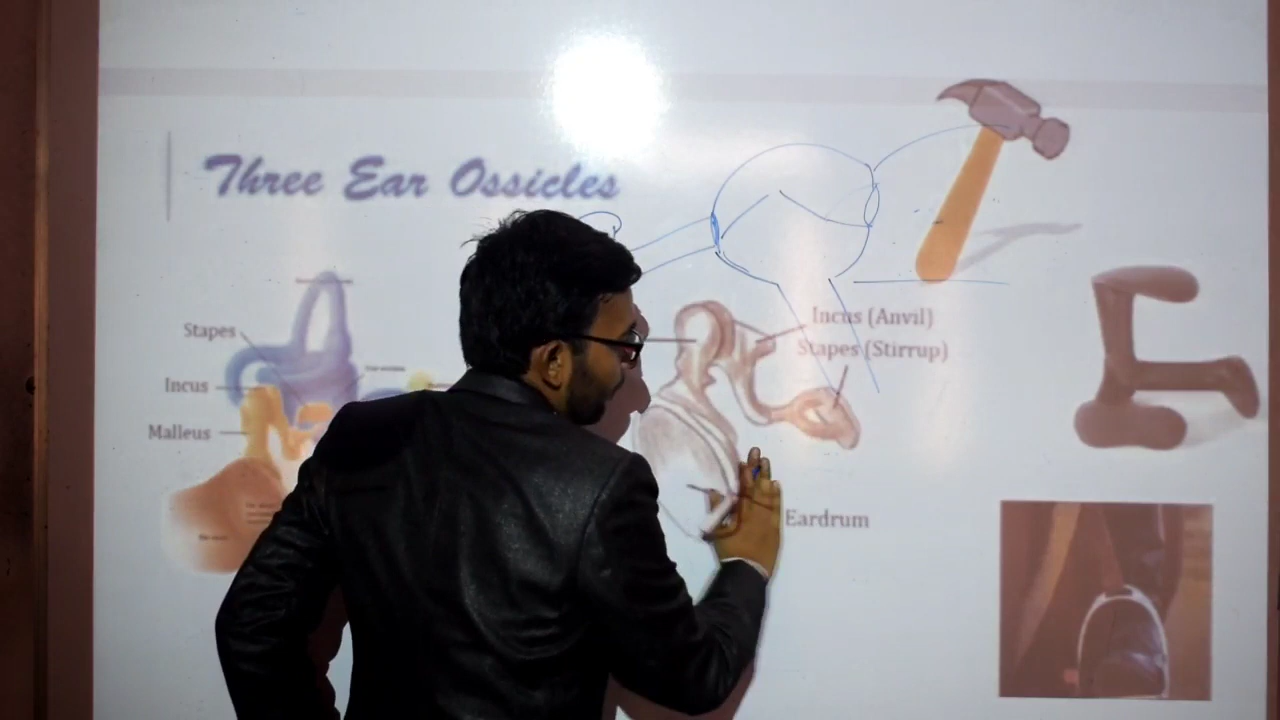 Three Ear Ossicles
Stapes
Incus
Malleus
Incus (Anvil)
Stapes (Stirrup)
Eardrum